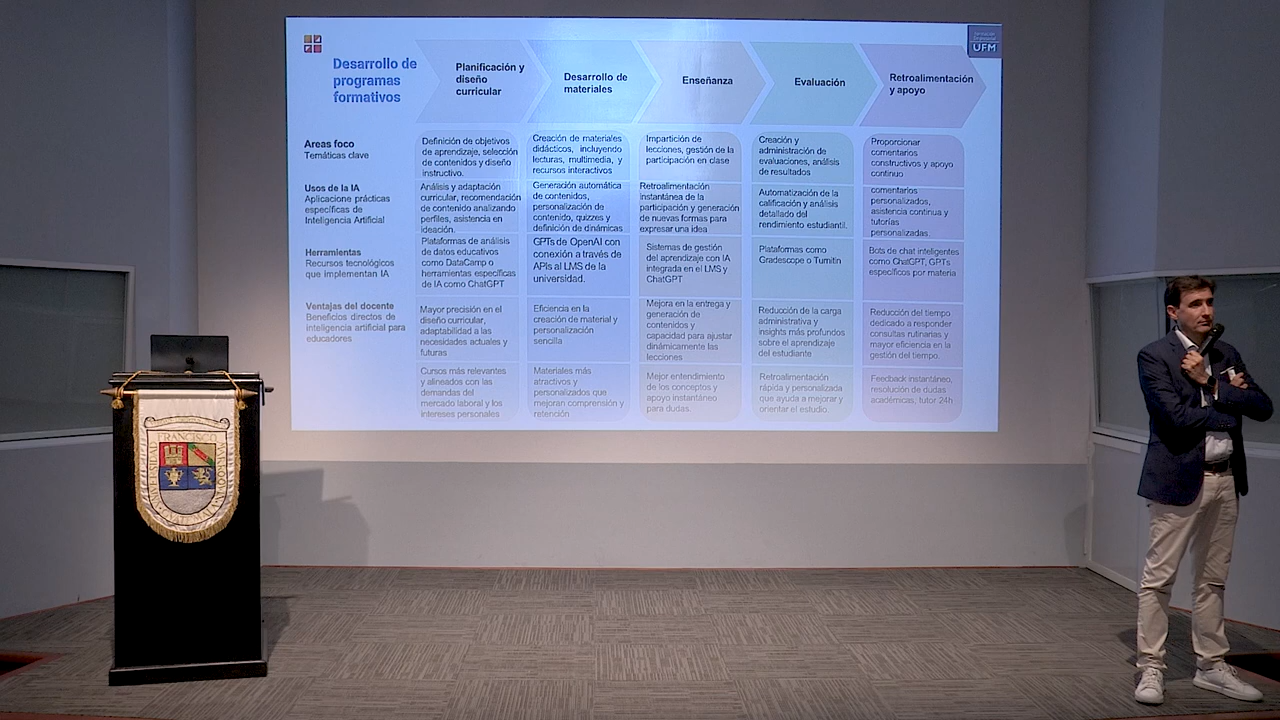 Desarrollo de
programas
formativos
Planificación y
diseño
curricular
Desarrollo de
materiales
Enseñanza
Evaluación
Retroalimentación
y apoyo
UFM
Areas foco
Temáticas clave
Definición de objetivos
de aprendizaje, selección
de contenidos y diseño
instructivo.
Creación de materiales
didácticos, incluyendo
lecturas, multimedia, y
recursos interactivos
Impartición de
lecciones, gestión de la
participación en clase
Creación y
administración de
evaluaciones, análisis
de resultados
Proporcionar
comentarios
constructivos y apoyo
continuo
Usos de la IA
Aplicacione prácticas
específicas de
Inteligencia Artificial
Análisis y adaptación
curricular, recomendación
de contenido analizando
perfiles, asistencia en
ideación.
Generación automática
de contenidos,
personalización de
contenido, quizzes y
definición de dinámicas
Retroalimentación
instantánea de la
participación y generación
de nuevas formas para
expresar una idea
Automatización de la
calificación y análisis
detallado del
rendimiento estudiantil.
comentarios
personalizados,
asistencia continua y
tutorías
personalizadas.
Herramientas
Recursos tecnológicos
que implementan IA
Plataformas de análisis
de datos educativos
como DataCamp o
herramientas específicas
de IA como ChatGPT
GPTs de OpenAI con
conexión a través de
APIs al LMS de la
universidad.
Sistemas de gestión
del aprendizaje con IA
integrada en el LMS y
ChatGPT
Plataformas como
Gradescope o Turnitin
Bots de chat inteligentes
como ChatGPT, GPTs
específicos por materia
Ventajas del docente
Beneficios directos de
inteligencia artificial para
educadores
Mayor precisión en el
diseño curricular,
adaptabilidad a las
necesidades actuales y
futuras
Eficiencia en la
creación de material y
personalización
sencilla
Mejora en la entrega y
generación de
contenidos y
capacidad para ajustar
dinámicamente las
lecciones
Reducción de la carga
administrativa y
insights más profundos
sobre el aprendizaje
del estudiante
Reducción del tiempo
dedicado a responder
consultas rutinarias y
mayor eficiencia en la
gestión del tiempo.
Cursos más relevantes
y alineados con las
demandas del
mercado laboral y los
intereses personales
Materiales más
atractivos y
personalizados que
mejoran comprensión y
retención
Mejor entendimiento
de los conceptos y
apoyo instantáneo
para dudas.
Retroalimentación
rápida y personalizada
que ayuda a mejorar y
orientar el estudio.
Feedback instantáneo,
resolución de dudas
académicas, tutor 24h
FRANCISCO
UNIVERSIDAD
MARROQUIN